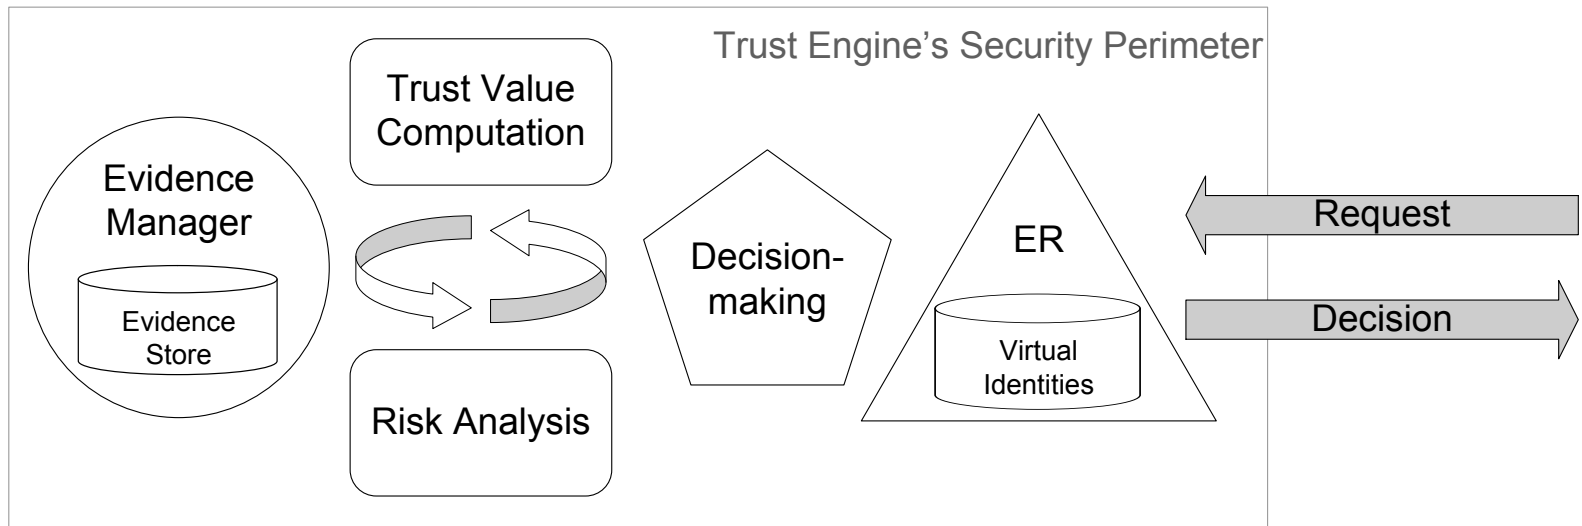 Trust Engine’s Security Perimeter
Trust Value
Computation
Evidence
Manager
Evidence
Store
Risk Analysis
Decision-
making
ER
Virtual
Identities
Request
Decision